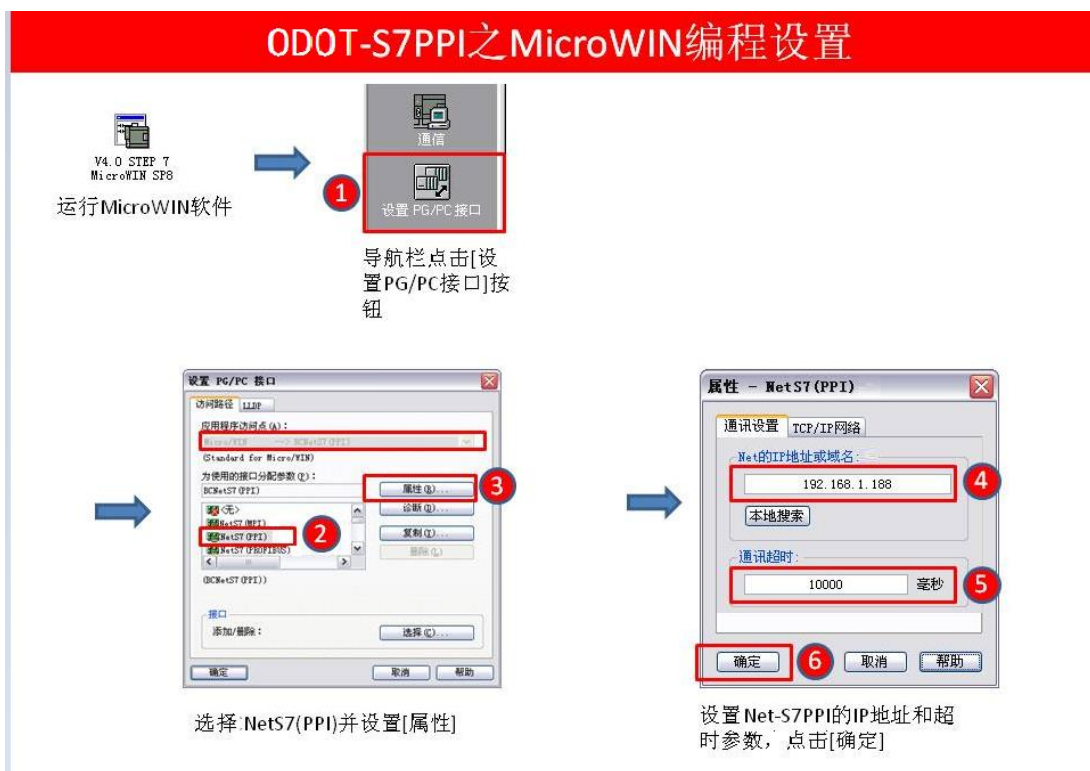 ODOT-S7PPI之MicroWIN编程设置
V4.0 STEP 7
MicroWIN SP8
运行MicroWIN软件
通信
1
设置 PG/PC 接口
导航栏点击[设
置PG/PC接口]按
钮
设置 PG/PC 接口
访问路径 LLDP
应用程序访问点(A):
Micro/WIN --> BCNetS7(PPI)
(Standard for Micro/WIN)
为使用的接口分配参数(P):
BCNetS7(PPI)
属性(R)...
3
<无>
诊断(D)...
NetS7(MPI)
NetS7(PPI)
2
复制(Y)...
NetS7(PROFIBUS)
删除(L)
(BCNetS7(PPI))
接口
添加/删除:
选择(C)...
确定
取消
帮助
选择:NetS7(PPI)并设置[属性]
属性 - NetS7(PPI)
通讯设置 TCP/IP网络
Net的IP地址或域名:
192.168.1.188
4
本地搜索
通讯超时:
10000 毫秒
5
确定
6
取消
帮助
设置Net-S7PPI的IP地址和超
时参数，点击[确定]